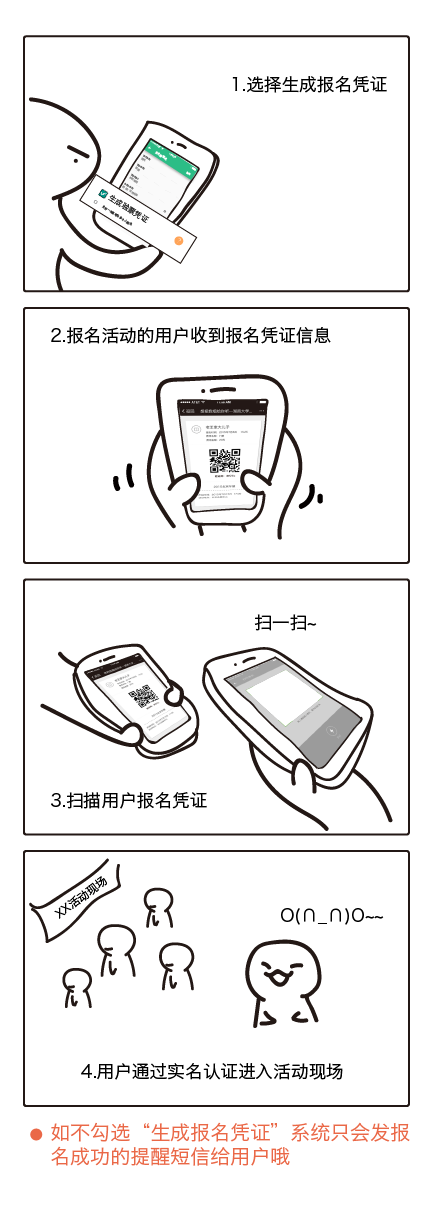 1.选择生成报名凭证
生成验票凭证
2.报名活动的用户收到报名凭证信息
扫一扫~
3.扫描用户报名凭证
XX活动现场
O(∩_∩)O~~
4.用户通过实名认证进入活动现场
如不勾选“生成报名凭证”系统只会发报
名成功的提醒短信给用户哦